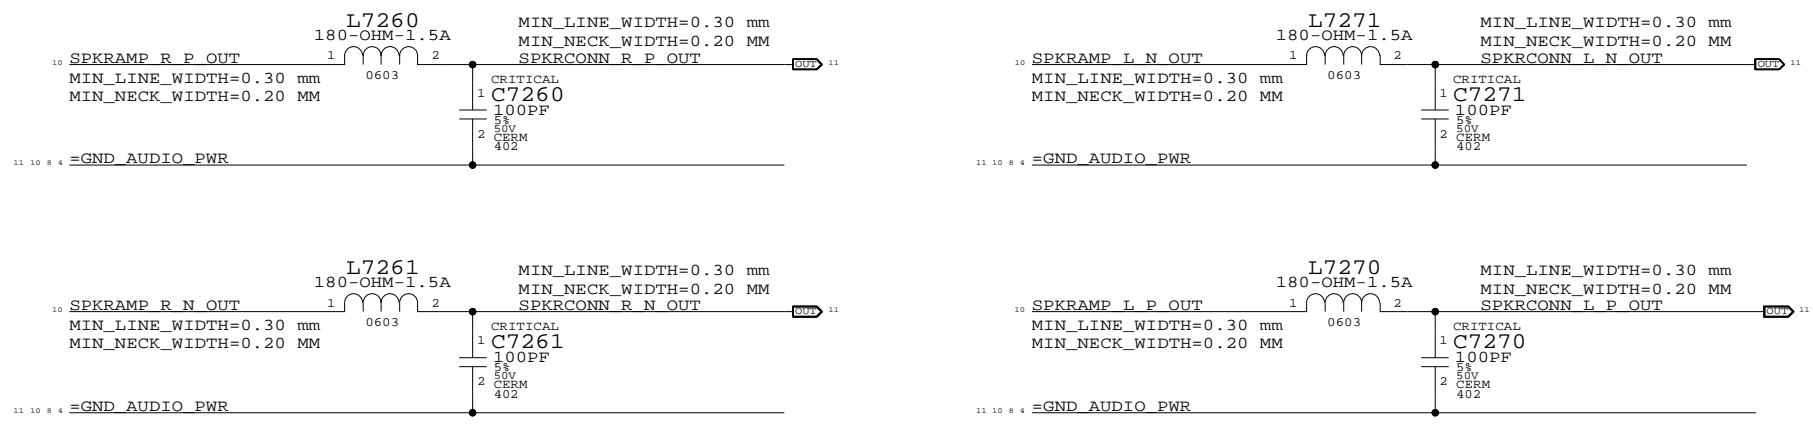 L7260
180-OHM-1.5A
MIN_LINE_WIDTH=0.30 mm
MIN_NECK_WIDTH=0.20 MM
10 SPKRAMP_R_P_OUT 1 2 SPKRCONN_R_P_OUT OUT 11
0603
MIN_LINE_WIDTH=0.30 mm
MIN_NECK_WIDTH=0.20 MM
CRITICAL
1 C7260
100PF
5%
50V
2 CERM
402
11 10 8 4 =GND_AUDIO_PWR
L7271
180-OHM-1.5A
MIN_LINE_WIDTH=0.30 mm
MIN_NECK_WIDTH=0.20 MM
10 SPKRAMP_L_N_OUT 1 2 SPKRCONN_L_N_OUT OUT 11
0603
MIN_LINE_WIDTH=0.30 mm
MIN_NECK_WIDTH=0.20 MM
CRITICAL
1 C7271
100PF
5%
50V
2 CERM
402
11 10 8 4 =GND_AUDIO_PWR
L7261
180-OHM-1.5A
MIN_LINE_WIDTH=0.30 mm
MIN_NECK_WIDTH=0.20 MM
10 SPKRAMP_R_N_OUT 1 2 SPKRCONN_R_N_OUT OUT 11
0603
MIN_LINE_WIDTH=0.30 mm
MIN_NECK_WIDTH=0.20 MM
CRITICAL
1 C7261
100PF
5%
50V
2 CERM
402
11 10 8 4 =GND_AUDIO_PWR
L7270
180-OHM-1.5A
MIN_LINE_WIDTH=0.30 mm
MIN_NECK_WIDTH=0.20 MM
10 SPKRAMP_L_P_OUT 1 2 SPKRCONN_L_P_OUT OUT 11
0603
MIN_LINE_WIDTH=0.30 mm
MIN_NECK_WIDTH=0.20 MM
CRITICAL
1 C7270
100PF
5%
50V
2 CERM
402
11 10 8 4 =GND_AUDIO_PWR